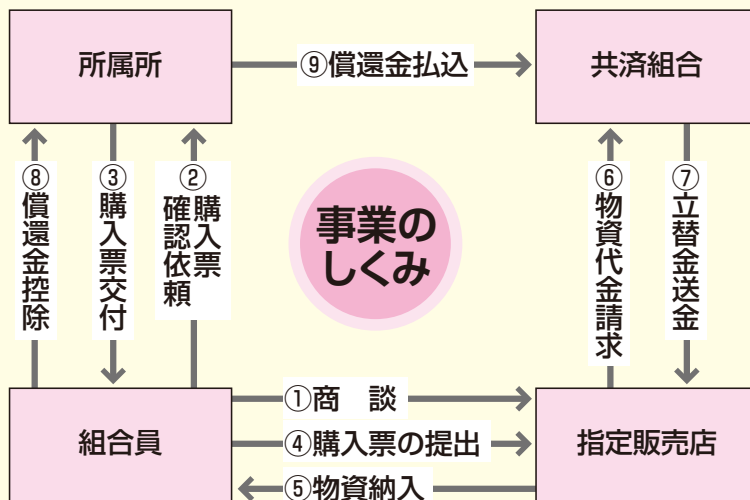 所属所
⑨償還金払込
共済組合
⑧償還金控除
③購入票交付
②購入票
確認依頼
事業の
しくみ
⑥物資代金請求
⑦立替金送金
組合員
①商　談
④購入票の提出
⑤物資納入
指定販売店